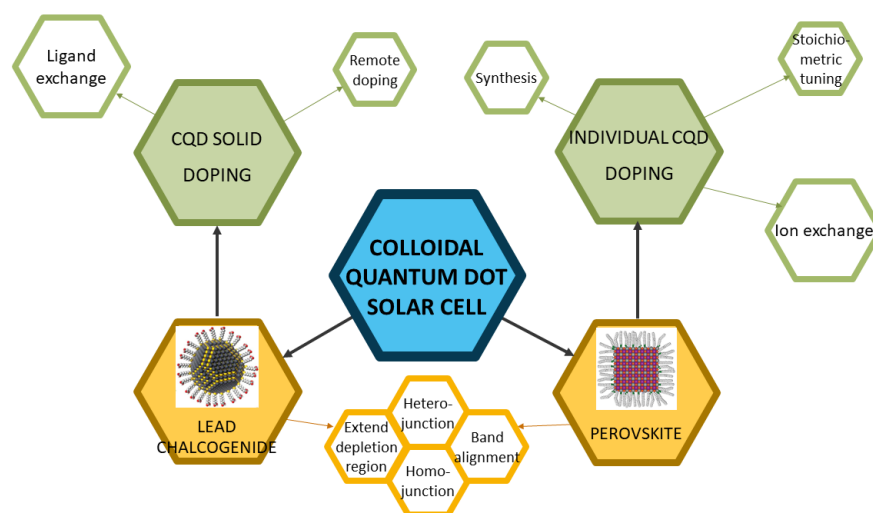 Ligand
exchange
Remote
doping
CQD SOLID
DOPING
Synthesis
Stoichio-
metric
tuning
INDIVIDUAL CQD
DOPING
Ion exchange
COLLOIDAL
QUANTUM DOT
SOLAR CELL
LEAD
CHALCOGENIDE
Extend
depletion
region
Hetero-
junction
Homo-
junction
Band
alignment
PEROVSKITE